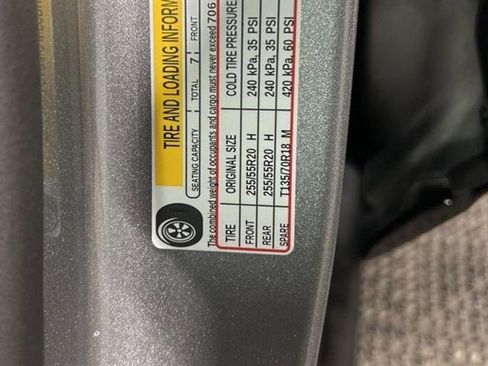 TIRE AND LOADING INFORM
SEATING CAPACITY TOTAL 7 FRONT
The combined weight of occupants and cargo must never exceed 706
TIRE ORIGINAL SIZE COLD TIRE PRESSURE
FRONT 255/55R20 H 240 kPa, 35 PSI
REAR 255/55R20 H 240 kPa, 35 PSI
SPARE T135/70R18 M 420 kPa, 60 PSI